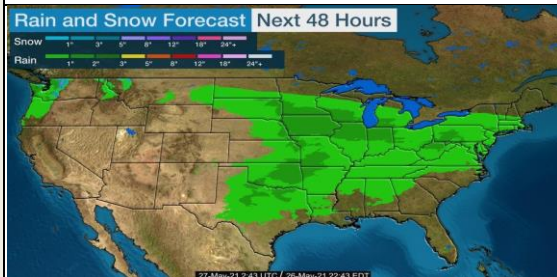 Rain and Snow Forecast Next 48 Hours
Snow
1" 3" 5" 8" 12" 18" 24"+
Rain
1" 2" 3" 5" 8" 12" 18" 24"+
27-May-21 2:43 UTC / 26-May-21 22:43 EDT